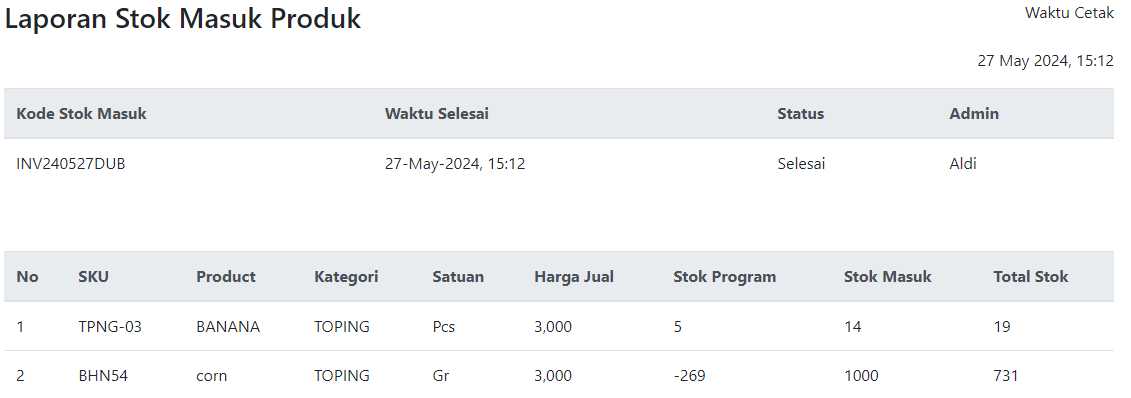 Laporan Stok Masuk Produk
Waktu Cetak
27 May 2024, 15:12
Kode Stok Masuk Waktu Selesai Status Admin
INV240527DUB 27-May-2024, 15:12 Selesai Aldi
No SKU Product Kategori Satuan Harga Jual Stok Program Stok Masuk Total Stok
1 TPNG-03 BANANA TOPING Pcs 3,000 5 14 19
2 BHN54 corn TOPING Gr 3,000 -269 1000 731